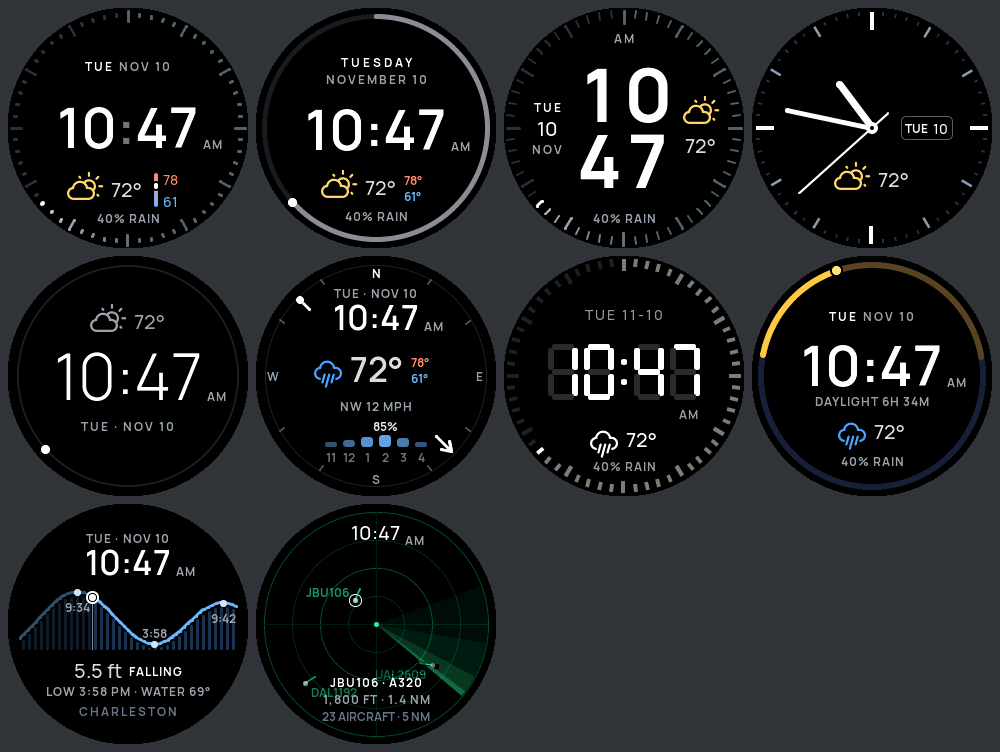 TUE NOV 10
10:47 AM
72° 78
61
40% RAIN
TUESDAY
NOVEMBER 10
10:47 AM
72° 78°
61°
40% RAIN
AM
TUE
10
NOV
10
47
72°
40% RAIN
TUE 10
72°
72°
10:47 AM
TUE · NOV 10
N
TUE · NOV 10
10:47 AM
W
E
72° 78°
61°
NW 12 MPH
85%
11 12 1 2 3 4
S
TUE 11-10
10:47
AM
72°
40% RAIN
TUE NOV 10
10:47 AM
DAYLIGHT 6H 34M
72°
40% RAIN
TUE · NOV 10
10:47 AM
9:34
3:58
9:42
5.5 ft FALLING
LOW 3:58 PM · WATER 69°
CHARLESTON
10:47 AM
JBU106
UAL2609
JBU106 · A320
DAL1192
1,800 FT · 1.4 NM
23 AIRCRAFT · 5 NM